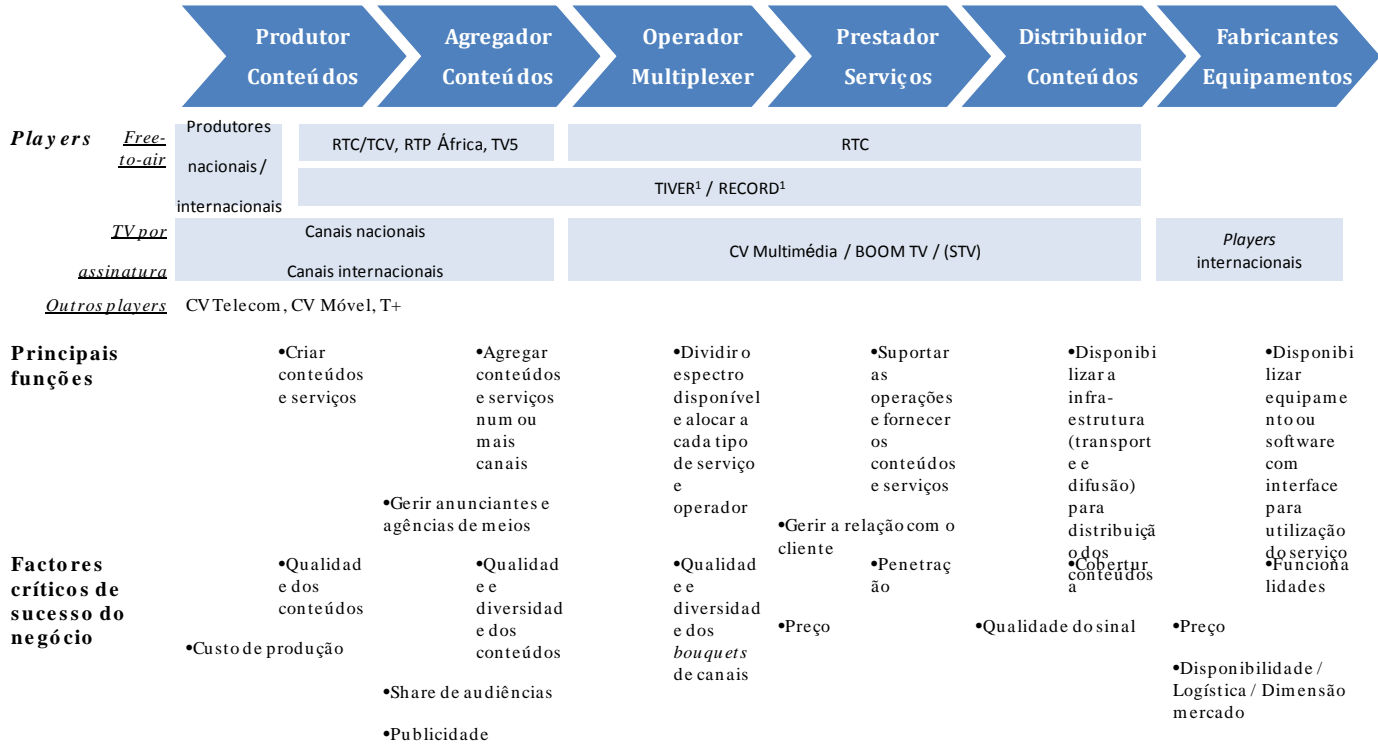 Produtor
Conteúdos
Agregador
Conteúdos
Operador
Multiplexer
Prestador
Serviços
Distribuidor
Conteúdos
Fabricantes
Equipamentos
Players
Free-
to-air
Produtores
nacionais /
internacionais
RTC/TCV, RTP África, TV5
RTC
TIVER¹ / RECORD¹
TV por
assinatura
Canais nacionais
Canais internacionais
CV Multimédia / BOOM TV / (STV)
Players
internacionais
Outros players
CV Telecom, CV Móvel, T+
Principais
funções
•Criar
conteúdos
e serviços
•Agregar
conteúdos
e serviços
num ou
mais
canais
•Gerir anunciantes e
agências de meios
•Dividir o
espectro
disponível
e alocar a
cada tipo
de serviço
e
operador
•Suportar
as
operações
e fornecer
os
conteúdos
e serviços
•Gerir a relação com o
cliente
•Disponibi
lizar a
infra-
estrutura
(transport
e e
difusão)
para
distribuiçã
o dos
conteúdos
•Disponibi
lizar
equipame
nto ou
software
com
interface
para
utilização
do serviço
Factores
críticos de
sucesso do
negócio
•Qualidad
e dos
conteúdos
•Custo de produção
•Qualidad
e e
diversidad
e dos
conteúdos
•Share de audiências
•Publicidade
•Qualidad
e e
diversidad
e dos
bouquets
de canais
•Penetraç
ão
•Preço
•Cobertur
a
•Qualidade do sinal
•Funciona
lidades
•Preço
•Disponibilidade /
Logística / Dimensão
mercado